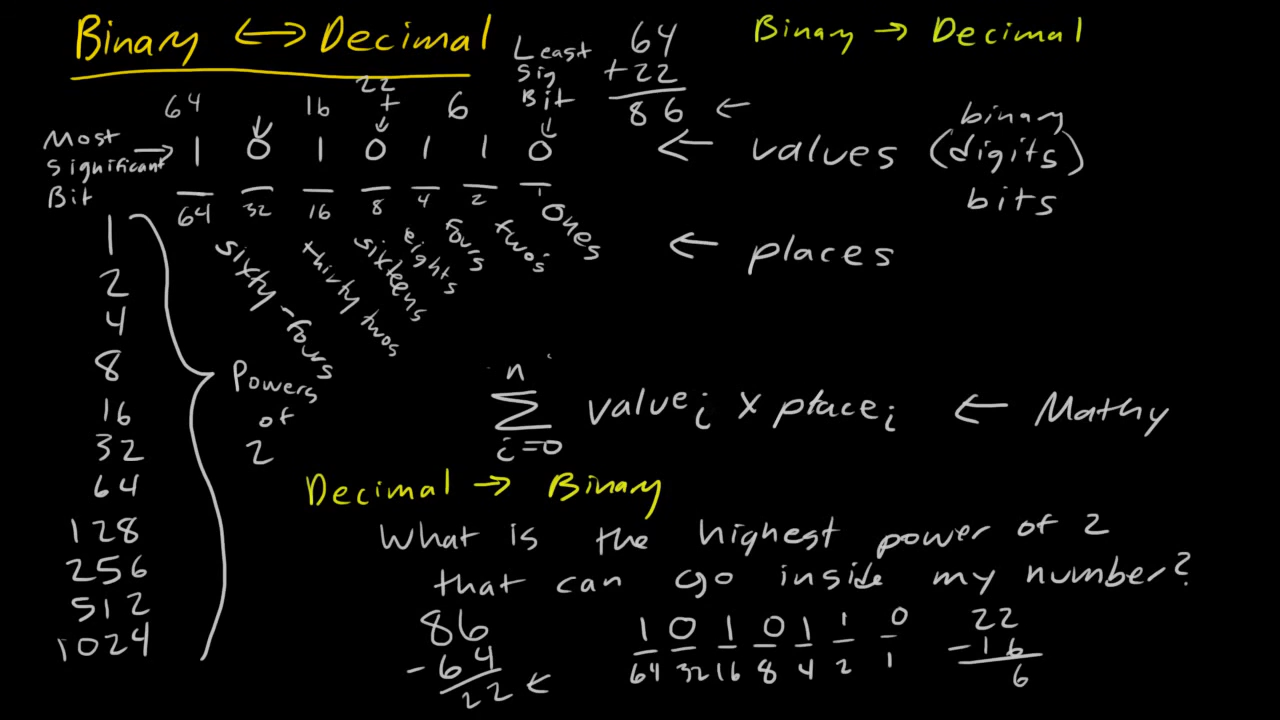 Binary ↔ Decimal
Least
Sig
Bit
64
+22
86 ←
Binary → Decimal
64 16 22 + 6
Most
Significant
Bit
→ 1 0 1 0 1 1 0
64 32 16 8 4 2 1
sixty-fours
thirty twos
sixteens
eights
fours
twos
ones
← values (digits)
binary
bits
← places
1
2
4
8
16
32
64
128
256
512
1024
Powers
of
2
n
∑ valueᵢ x placeᵢ ← Mathy
i=0
Decimal → Binary
What is the highest power of 2
that can go inside my number?
86
-64
22 ←
1 0 1 0 1 1 0
64 32 16 8 4 2 1
22
-16
6